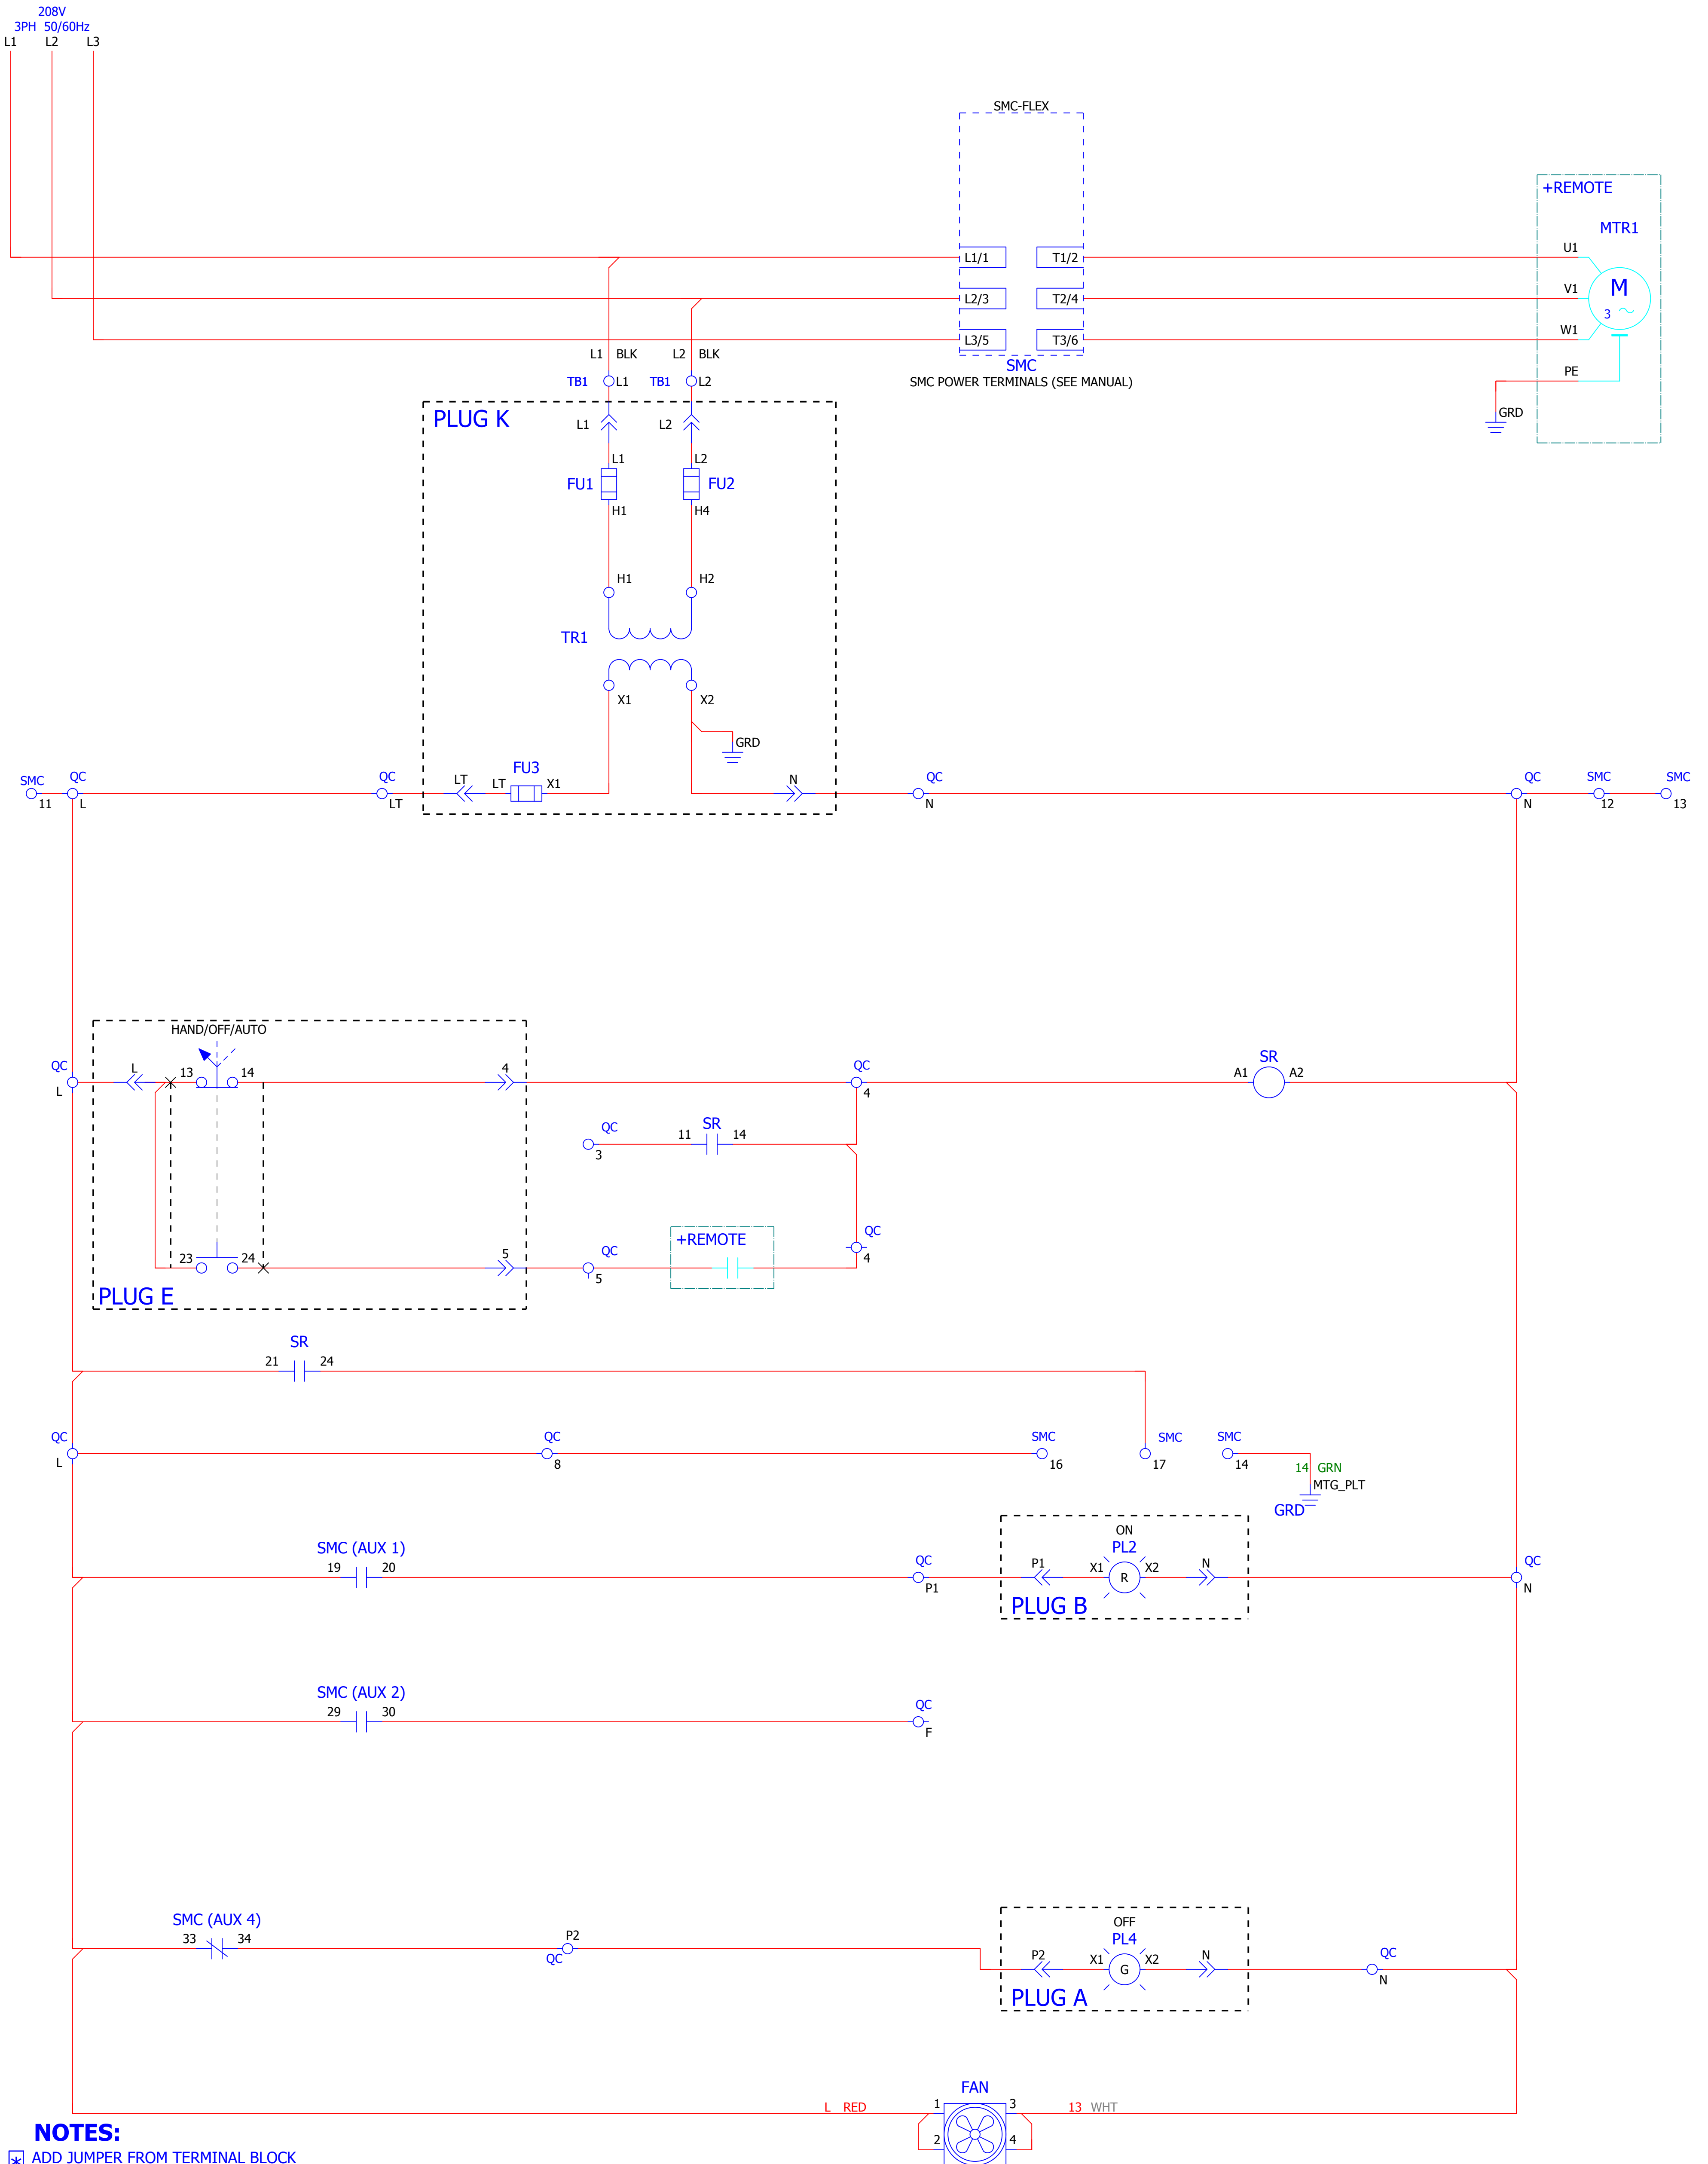 208V
3PH 50/60Hz
L1 L2 L3
SMC-FLEX
+REMOTE
MTR1
U1
L1/1 T1/2
V1
M
3
L2/3 T2/4
W1
L3/5 T3/6
L1 BLK L2 BLK
SMC
SMC POWER TERMINALS (SEE MANUAL)
PE
TB1 L1 TB1 L2
GRD
PLUG K
L1 L2
L1 L2
FU1 FU2
H1 H4
H1 H2
TR1
X1 X2
GRD
FU3
SMC QC QC LT LT X1 N QC QC SMC SMC
11 L LT N N 12 13
HAND/OFF/AUTO
QC L 13 14 4 QC SR
L 4 A1 A2
QC SR
3 11 14
QC
4
+REMOTE
23 24 5 QC
5
PLUG E
SR
21 24
QC QC SMC SMC SMC
L 8 16 17 14
14 GRN
MTG_PLT
GRD
ON
SMC (AUX 1) PL2
19 20 QC P1 X1 R X2 N QC
P1 N
PLUG B
SMC (AUX 2)
29 30 QC
F
OFF
SMC (AUX 4) PL4
33 34 P2
QC
P2 X1 G X2 N QC
N
PLUG A
FAN
L RED 1 3 13 WHT
2 4
NOTES:
* ADD JUMPER FROM TERMINAL BLOCK